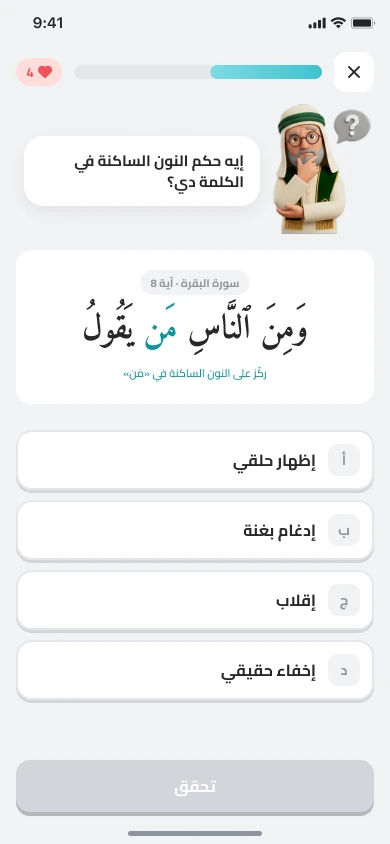 9:41
4
?
إيه حكم النون الساكنة في
الكلمة دي؟
سورة البقرة · آية 8
وَمِنَ ٱلنَّاسِ مَن يَقُولُ
ركّز على النون الساكنة في «مَن»
أ إظهار حلقي
ب إدغام بغنة
ج إقلاب
د إخفاء حقيقي
تحقق